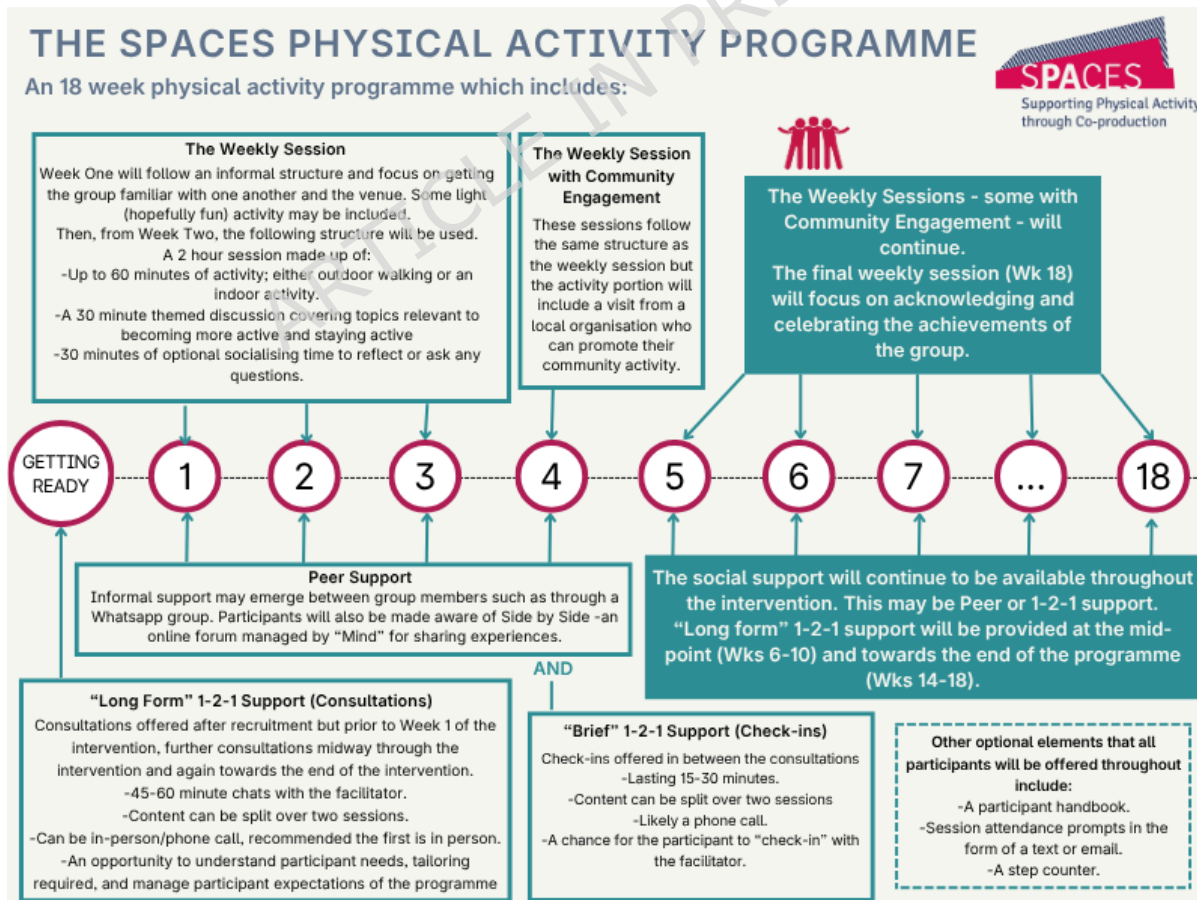 THE SPACES PHYSICAL ACTIVITY PROGRAMME
An 18 week physical activity programme which includes:
SPACES
Supporting Physical Activity
through Co-production
ARTICLE IN PRE
The Weekly Session
Week One will follow an informal structure and focus on getting
the group familiar with one another and the venue. Some light
(hopefully fun) activity may be included.
Then, from Week Two, the following structure will be used.
A 2 hour session made up of:
-Up to 60 minutes of activity; either outdoor walking or an
indoor activity.
-A 30 minute themed discussion covering topics relevant to
becoming more active and staying active
-30 minutes of optional socialising time to reflect or ask any
questions.
The Weekly Session
with Community
Engagement
These sessions follow
the same structure as
the weekly session but
the activity portion will
include a visit from a
local organisation who
can promote their
community activity.
The Weekly Sessions - some with
Community Engagement - will
continue.
The final weekly session (Wk 18)
will focus on acknowledging and
celebrating the achievements of
the group.
GETTING
READY
1
2
3
4
5
6
7
...
18
Peer Support
Informal support may emerge between group members such as through a
Whatsapp group. Participants will also be made aware of Side by Side -an
online forum managed by “Mind” for sharing experiences.
The social support will continue to be available throughout
the intervention. This may be Peer or 1-2-1 support.
“Long form” 1-2-1 support will be provided at the mid-
point (Wks 6-10) and towards the end of the programme
(Wks 14-18).
AND
“Long Form” 1-2-1 Support (Consultations)
Consultations offered after recruitment but prior to Week 1 of the
intervention, further consultations midway through the
intervention and again towards the end of the intervention.
-45-60 minute chats with the facilitator.
-Content can be split over two sessions.
-Can be in-person/phone call, recommended the first is in person.
-An opportunity to understand participant needs, tailoring
required, and manage participant expectations of the programme
“Brief” 1-2-1 Support (Check-ins)
Check-ins offered in between the consultations
-Lasting 15-30 minutes.
-Content can be split over two sessions
-Likely a phone call.
-A chance for the participant to “check-in” with
the facilitator.
Other optional elements that all
participants will be offered throughout
include:
-A participant handbook.
-Session attendance prompts in the
form of a text or email.
-A step counter.